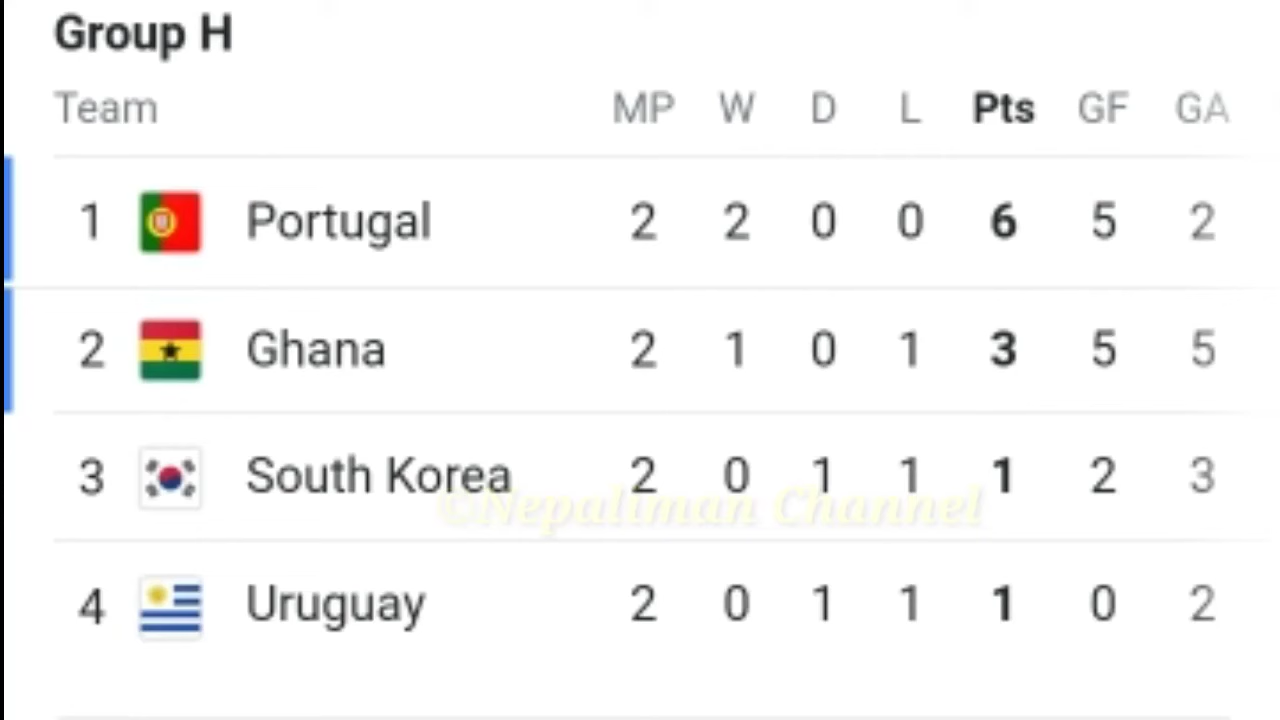 Group H
Team MP W D L Pts GF GA
1 Portugal 2 2 0 0 6 5 2
2 Ghana 2 1 0 1 3 5 5
3 South Korea 2 0 1 1 1 2 3
©Nepaliman Channel
4 Uruguay 2 0 1 1 1 0 2